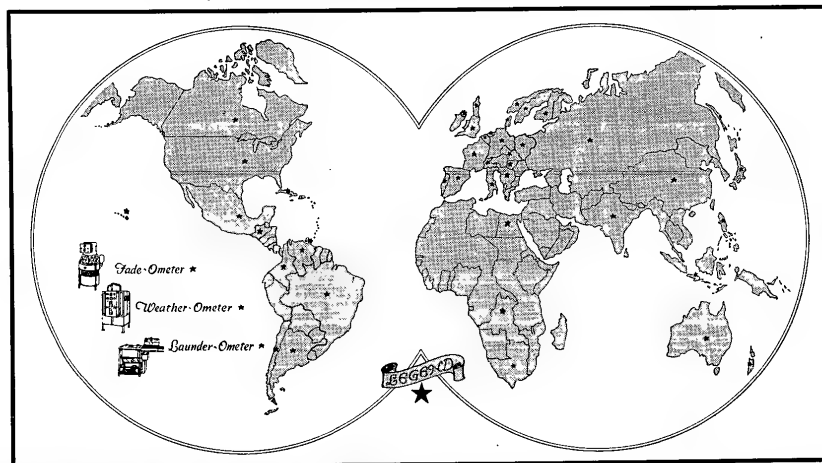 Fade-Ometer ★
Weather-Ometer ★
Launder-Ometer ★
LEGEND
★